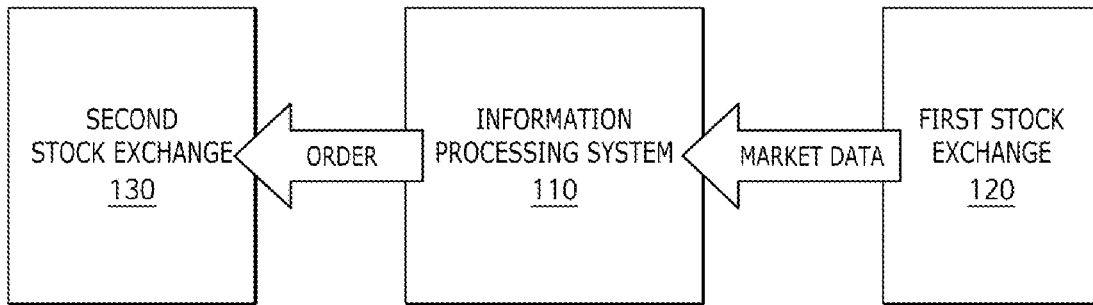 SECOND
STOCK EXCHANGE
130
ORDER
INFORMATION
PROCESSING SYSTEM
110
MARKET DATA
FIRST STOCK
EXCHANGE
120